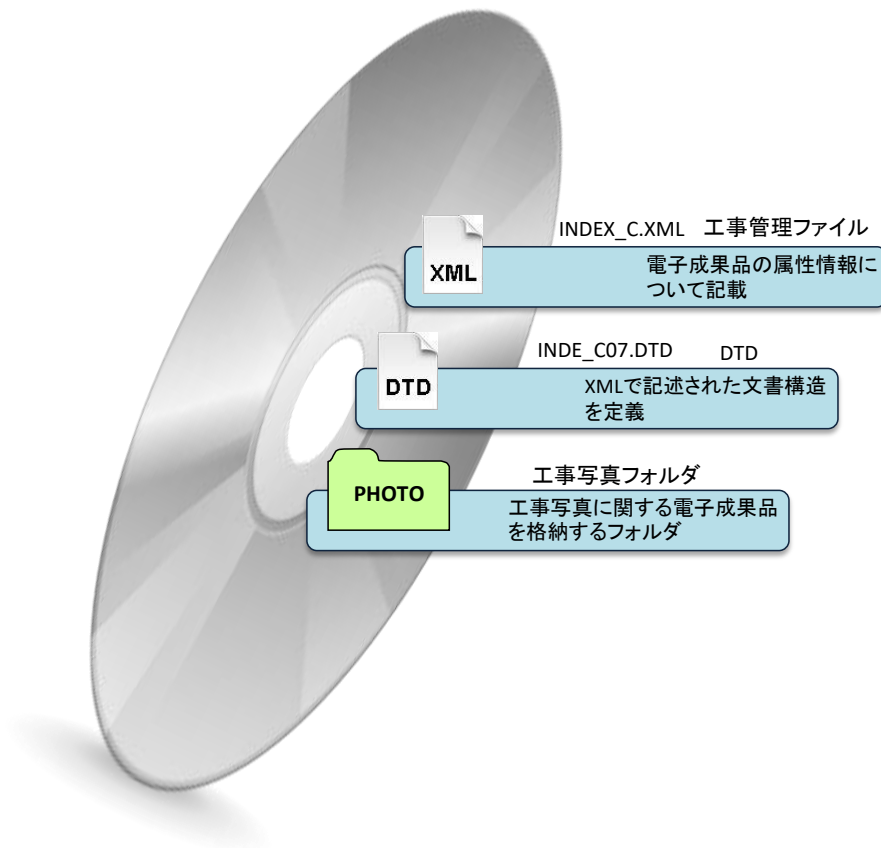 INDEX_C.XML 工事管理ファイル
XML
電子成果品の属性情報に
ついて記載
INDE_C07.DTD DTD
DTD
XMLで記述された文書構造
を定義
工事写真フォルダ
PHOTO
工事写真に関する電子成果品
を格納するフォルダ